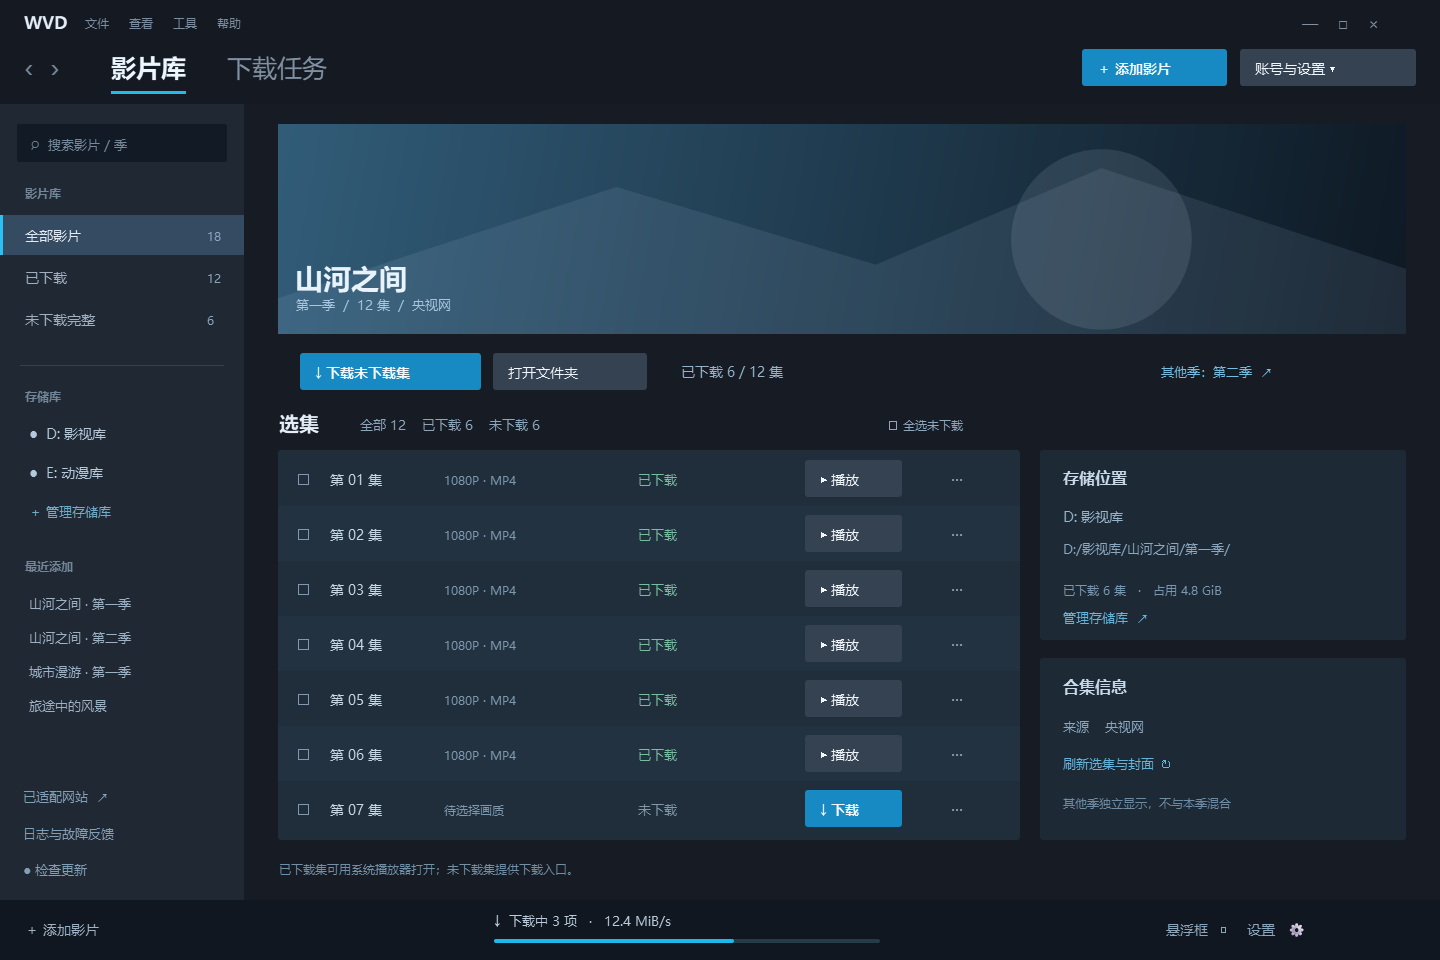 WVD 文件 查看 工具 帮助
影片库 下载任务 + 添加影片 账号与设置 ▾
搜索影片 / 季
影片库
全部影片 18
已下载 12
未下载完整 6
存储库
● D: 影视库
● E: 动漫库
+ 管理存储库
最近添加
山河之间 · 第一季
山河之间 · 第二季
城市漫游 · 第一季
旅途中的风景
已适配网站 ↗
日志与故障反馈
● 检查更新
山河之间
第一季 / 12 集 / 央视网
↓ 下载未下载集 打开文件夹 已下载 6 / 12 集 其他季：第二季 ↗
选集 全部 12 已下载 6 未下载 6 □ 全选未下载
第 01 集 1080P · MP4 已下载 ▸ 播放 ···
第 02 集 1080P · MP4 已下载 ▸ 播放 ···
第 03 集 1080P · MP4 已下载 ▸ 播放 ···
第 04 集 1080P · MP4 已下载 ▸ 播放 ···
第 05 集 1080P · MP4 已下载 ▸ 播放 ···
第 06 集 1080P · MP4 已下载 ▸ 播放 ···
第 07 集 待选择画质 未下载 ↓ 下载 ···
已下载集可用系统播放器打开；未下载集提供下载入口。
存储位置
D: 影视库
D:/影视库/山河之间/第一季/
已下载 6 集 · 占用 4.8 GiB
管理存储库 ↗
合集信息
来源 央视网
刷新选集与封面 ↻
其他季独立显示，不与本季混合
+ 添加影片 ↓ 下载中 3 项 · 12.4 MiB/s 悬浮框 ▫ 设置 ⚙